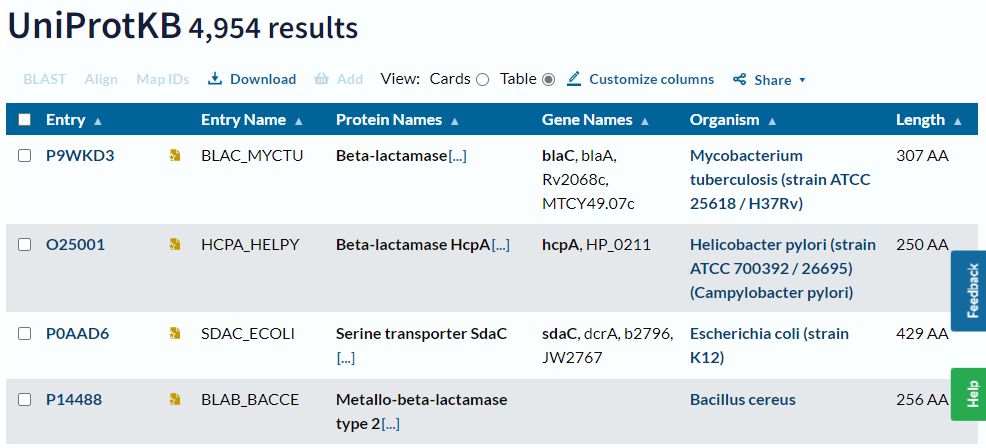 UniProtKB 4,954 results
BLAST Align Map IDs Download Add View: Cards Table Customize columns Share
Entry Entry Name Protein Names Gene Names Organism Length
P9WKD3 BLAC_MYCTU Beta-lactamase[...] blaC, blaA, Mycobacterium 307 AA
Rv2068c, tuberculosis (strain ATCC
MTCY49.07c 25618 / H37Rv)
O25001 HCPA_HELPY Beta-lactamase HcpA[...] hcpA, HP_0211 Helicobacter pylori (strain 250 AA
ATCC 700392 / 26695)
(Campylobacter pylori)
Feedback
P0AAD6 SDAC_ECOLI Serine transporter SdaC sdaC, dcrA, b2796, Escherichia coli (strain 429 AA
[...] JW2767 K12)
P14488 BLAB_BACCE Metallo-beta-lactamase Bacillus cereus 256 AA
type 2[...]
Help